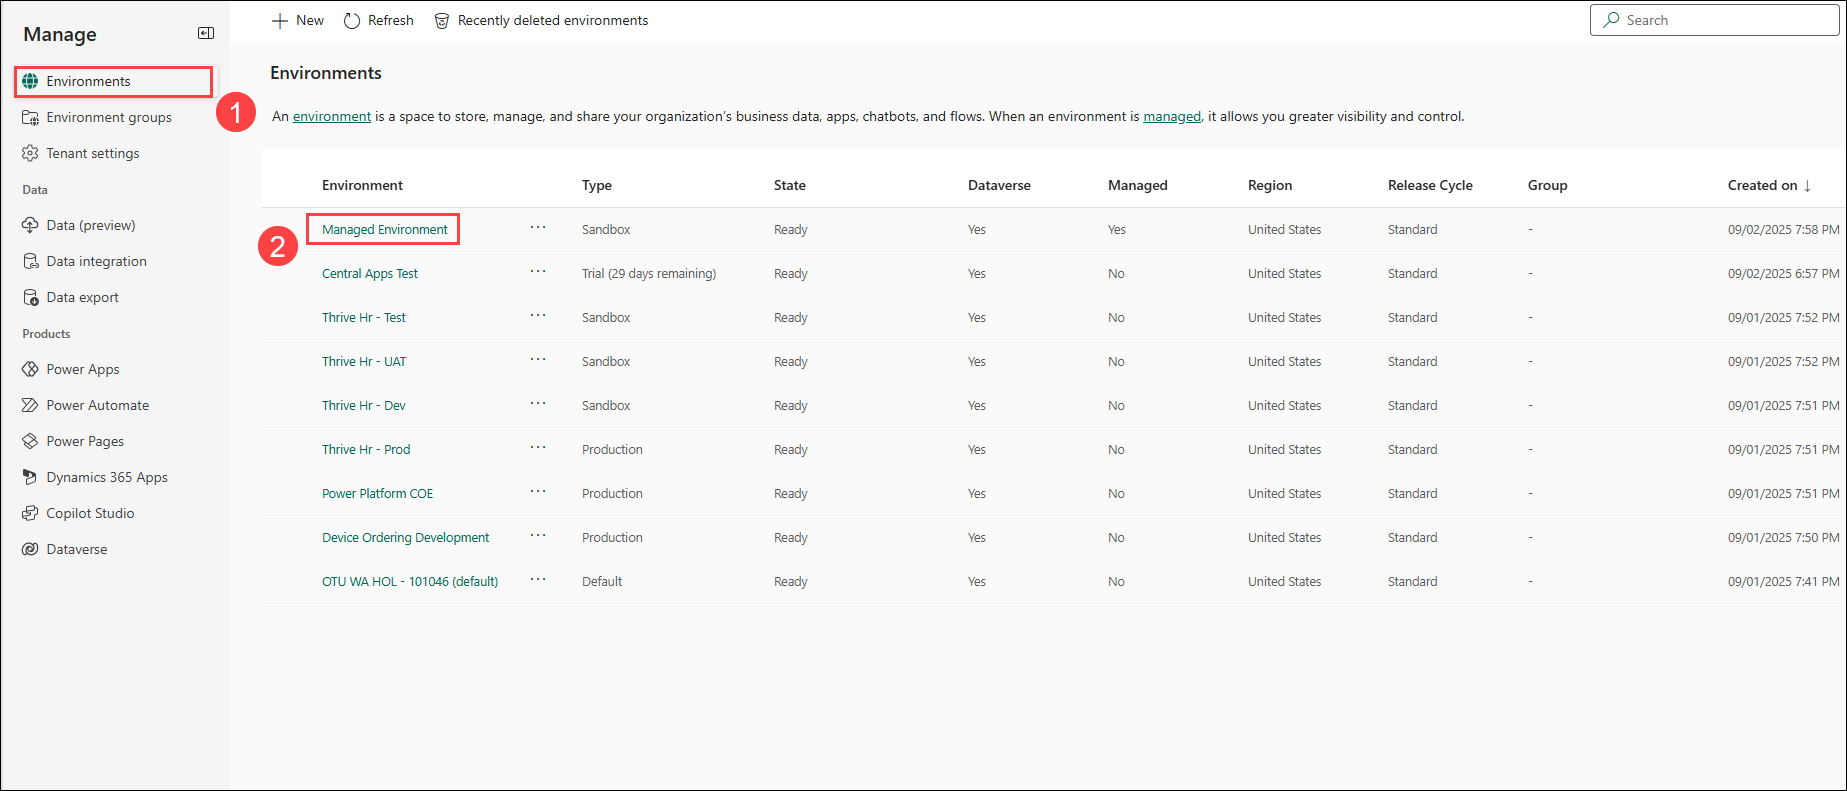 Manage
Environments
Environment groups
Tenant settings
Data
Data (preview)
Data integration
Data export
Products
Power Apps
Power Automate
Power Pages
Dynamics 365 Apps
Copilot Studio
Dataverse
1
New Refresh Recently deleted environments Search
Environments
An environment is a space to store, manage, and share your organization's business data, apps, chatbots, and flows. When an environment is managed, it allows you greater visibility and control.
Environment Type State Dataverse Managed Region Release Cycle Group Created on ↓
2
Managed Environment ... Sandbox Ready Yes Yes United States Standard - 09/02/2025 7:58 PM
Central Apps Test ... Trial (29 days remaining) Ready Yes No United States Standard - 09/02/2025 6:57 PM
Thrive Hr - Test ... Sandbox Ready Yes No United States Standard - 09/01/2025 7:52 PM
Thrive Hr - UAT ... Sandbox Ready Yes No United States Standard - 09/01/2025 7:52 PM
Thrive Hr - Dev ... Sandbox Ready Yes No United States Standard - 09/01/2025 7:51 PM
Thrive Hr - Prod ... Production Ready Yes No United States Standard - 09/01/2025 7:51 PM
Power Platform COE ... Production Ready Yes No United States Standard - 09/01/2025 7:51 PM
Device Ordering Development ... Production Ready Yes No United States Standard - 09/01/2025 7:50 PM
OTU WA HOL - 101046 (default) ... Default Ready Yes No United States Standard - 09/01/2025 7:41 PM